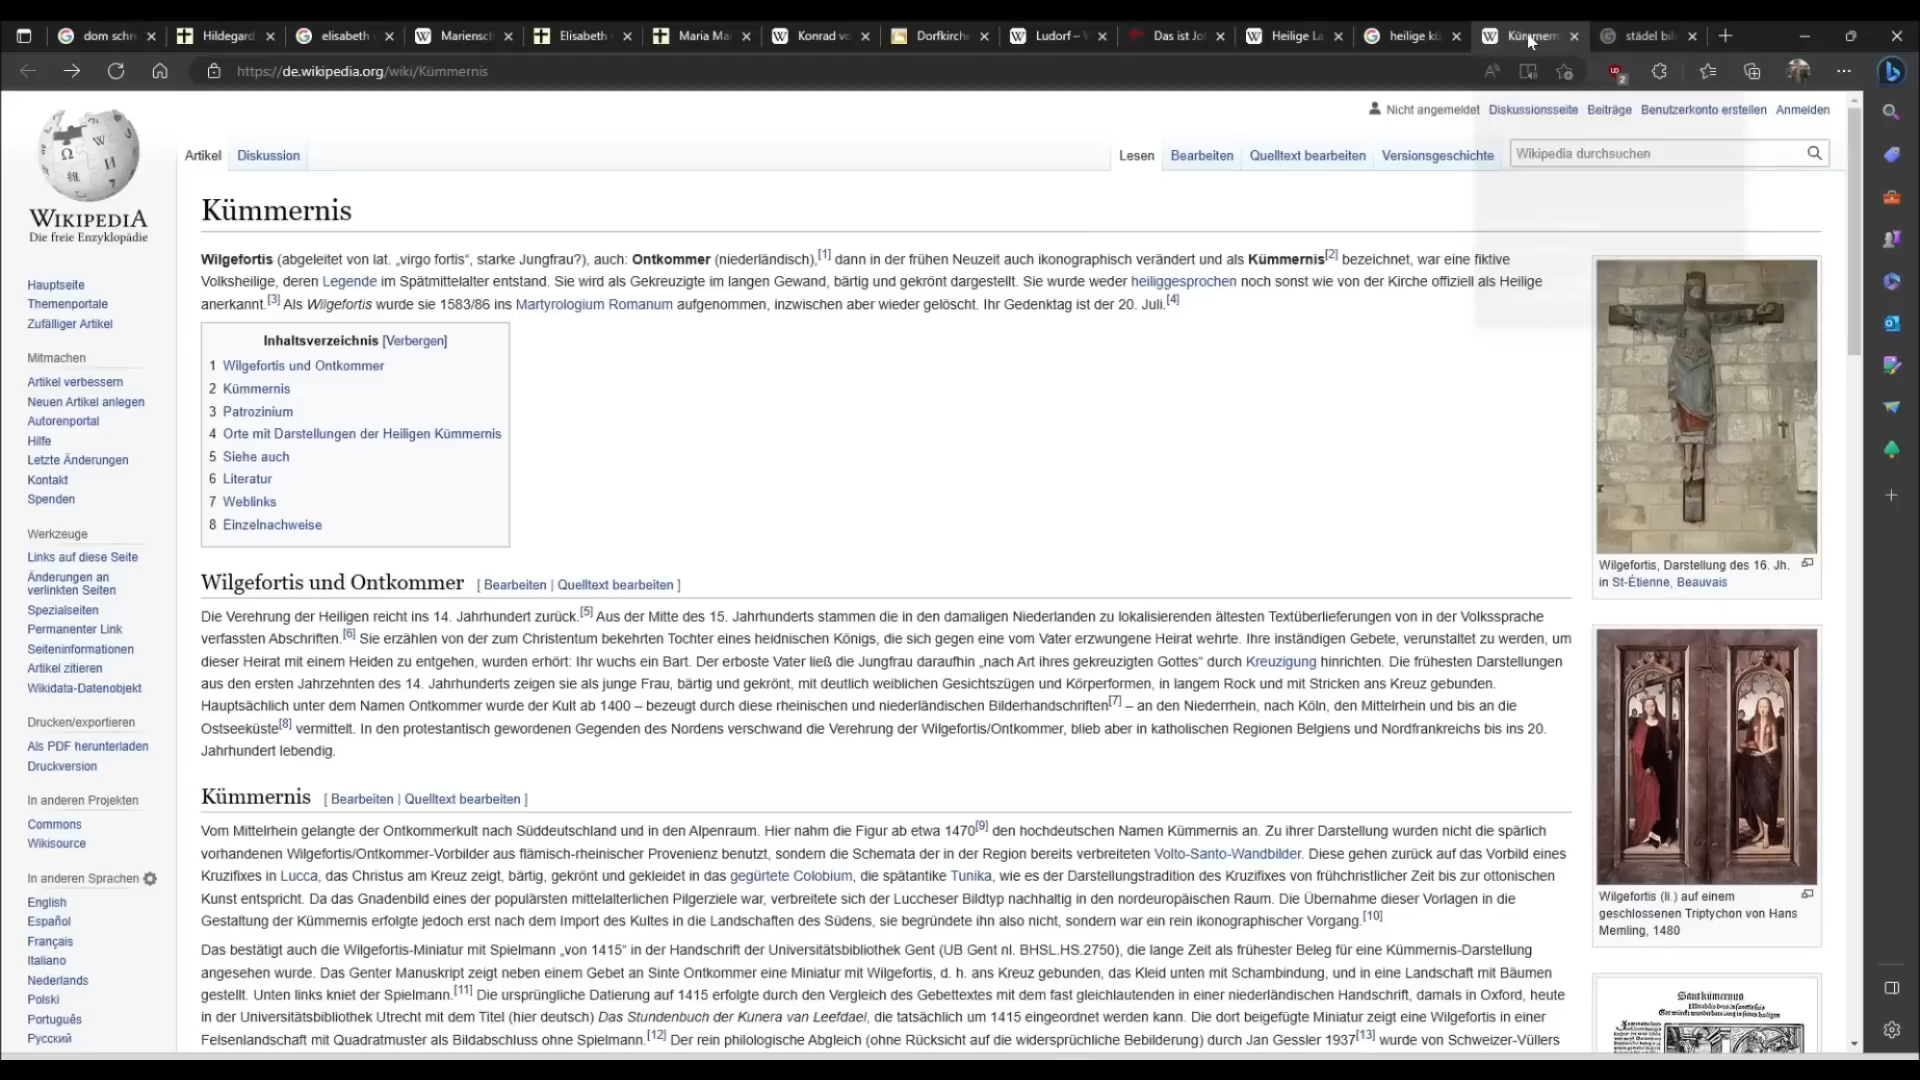 dom schr
Hildegard
elisabeth
Mariensch
Elisabeth
Maria Ma
Konrad vo
Dorfkirche
Ludorf –
Das ist Jo
Heilige La
heilige kü
Kümmern
städel bil
https://de.wikipedia.org/wiki/Kümmernis
Nicht angemeldet Diskussionsseite Beiträge Benutzerkonto erstellen Anmelden
Artikel Diskussion Lesen Bearbeiten Quelltext bearbeiten Versionsgeschichte Wikipedia durchsuchen
WIKIPEDIA
Die freie Enzyklopädie
Hauptseite
Themenportale
Zufälliger Artikel
Mitmachen
Artikel verbessern
Neuen Artikel anlegen
Autorenportal
Hilfe
Letzte Änderungen
Kontakt
Spenden
Werkzeuge
Links auf diese Seite
Änderungen an
verlinkten Seiten
Spezialseiten
Permanenter Link
Seiteninformationen
Artikel zitieren
Wikidata-Datenobjekt
Drucken/exportieren
Als PDF herunterladen
Druckversion
In anderen Projekten
Commons
Wikisource
In anderen Sprachen
English
Español
Français
Italiano
Nederlands
Polski
Português
Русский
Kümmernis
Wilgefortis (abgeleitet von lat. „virgo fortis“, starke Jungfrau?), auch: Ontkommer (niederländisch),[1] dann in der frühen Neuzeit auch ikonographisch verändert und als Kümmernis[2] bezeichnet, war eine fiktive
Volksheilige, deren Legende im Spätmittelalter entstand. Sie wird als Gekreuzigte im langen Gewand, bärtig und gekrönt dargestellt. Sie wurde weder heiliggesprochen noch sonst wie von der Kirche offiziell als Heilige
anerkannt.[3] Als Wilgefortis wurde sie 1583/86 ins Martyrologium Romanum aufgenommen, inzwischen aber wieder gelöscht. Ihr Gedenktag ist der 20. Juli.[4]
Inhaltsverzeichnis [Verbergen]
1 Wilgefortis und Ontkommer
2 Kümmernis
3 Patrozinium
4 Orte mit Darstellungen der Heiligen Kümmernis
5 Siehe auch
6 Literatur
7 Weblinks
8 Einzelnachweise
Wilgefortis und Ontkommer [ Bearbeiten | Quelltext bearbeiten ]
Die Verehrung der Heiligen reicht ins 14. Jahrhundert zurück.[5] Aus der Mitte des 15. Jahrhunderts stammen die in den damaligen Niederlanden zu lokalisierenden ältesten Textüberlieferungen von in der Volkssprache
verfassten Abschriften.[6] Sie erzählen von der zum Christentum bekehrten Tochter eines heidnischen Königs, die sich gegen eine vom Vater erzwungene Heirat wehrte. Ihre inständigen Gebete, verunstaltet zu werden, um
dieser Heirat mit einem Heiden zu entgehen, wurden erhört: Ihr wuchs ein Bart. Der erboste Vater ließ die Jungfrau daraufhin „nach Art ihres gekreuzigten Gottes“ durch Kreuzigung hinrichten. Die frühesten Darstellungen
aus den ersten Jahrzehnten des 14. Jahrhunderts zeigen sie als junge Frau, bärtig und gekrönt, mit deutlich weiblichen Gesichtszügen und Körperformen, in langem Rock und mit Stricken ans Kreuz gebunden.
Hauptsächlich unter dem Namen Ontkommer wurde der Kult ab 1400 – bezeugt durch diese rheinischen und niederländischen Bilderhandschriften[7] – an den Niederrhein, nach Köln, den Mittelrhein und bis an die
Ostseeküste[8] vermittelt. In den protestantisch gewordenen Gegenden des Nordens verschwand die Verehrung der Wilgefortis/Ontkommer, blieb aber in katholischen Regionen Belgiens und Nordfrankreichs bis ins 20.
Jahrhundert lebendig.
Kümmernis [ Bearbeiten | Quelltext bearbeiten ]
Vom Mittelrhein gelangte der Ontkommerkult nach Süddeutschland und in den Alpenraum. Hier nahm die Figur ab etwa 1470[9] den hochdeutschen Namen Kümmernis an. Zu ihrer Darstellung wurden nicht die spärlich
vorhandenen Wilgefortis/Ontkommer-Vorbilder aus flämisch-rheinischer Provenienz benutzt, sondern die Schemata der in der Region bereits verbreiteten Volto-Santo-Wandbilder. Diese gehen zurück auf das Vorbild eines
Kruzifixes in Lucca, das Christus am Kreuz zeigt, bärtig, gekrönt und gekleidet in das gegürtete Colobium, die spätantike Tunika, wie es der Darstellungstradition des Kruzifixes von frühchristlicher Zeit bis zur ottonischen
Kunst entspricht. Da das Gnadenbild eines der populärsten mittelalterlichen Pilgerziele war, verbreitete sich der Luccheser Bildtyp nachhaltig in den nordeuropäischen Raum. Die Übernahme dieser Vorlagen in die
Gestaltung der Kümmernis erfolgte jedoch erst nach dem Import des Kultes in die Landschaften des Südens, sie begründete ihn also nicht, sondern war ein rein ikonographischer Vorgang.[10]
Das bestätigt auch die Wilgefortis-Miniatur mit Spielmann „von 1415“ in der Handschrift der Universitätsbibliothek Gent (UB Gent nl. BHSL.HS.2750), die lange Zeit als frühester Beleg für eine Kümmernis-Darstellung
angesehen wurde. Das Genter Manuskript zeigt neben einem Gebet an Sinte Ontkommer eine Miniatur mit Wilgefortis, d. h. ans Kreuz gebunden, das Kleid unten mit Schambindung, und in eine Landschaft mit Bäumen
gestellt. Unten links kniet der Spielmann.[11] Die ursprüngliche Datierung auf 1415 erfolgte durch den Vergleich des Gebettextes mit dem fast gleichlautenden in einer niederländischen Handschrift, damals in Oxford, heute
in der Universitätsbibliothek Utrecht mit dem Titel (hier deutsch) Das Stundenbuch der Kunera van Leefdael, die tatsächlich um 1415 eingeordnet werden kann. Die dort beigefügte Miniatur zeigt eine Wilgefortis in einer
Felsenlandschaft mit Quadratmuster als Bildabschluss ohne Spielmann.[12] Der rein philologische Abgleich (ohne Rücksicht auf die widersprüchliche Bebilderung) durch Jan Gessler 1937[13] wurde von Schweizer-Vüllers
Wilgefortis, Darstellung des 16. Jh.
in St-Étienne, Beauvais
Wilgefortis (li.) auf einem
geschlossenen Triptychon von Hans
Memling, 1480